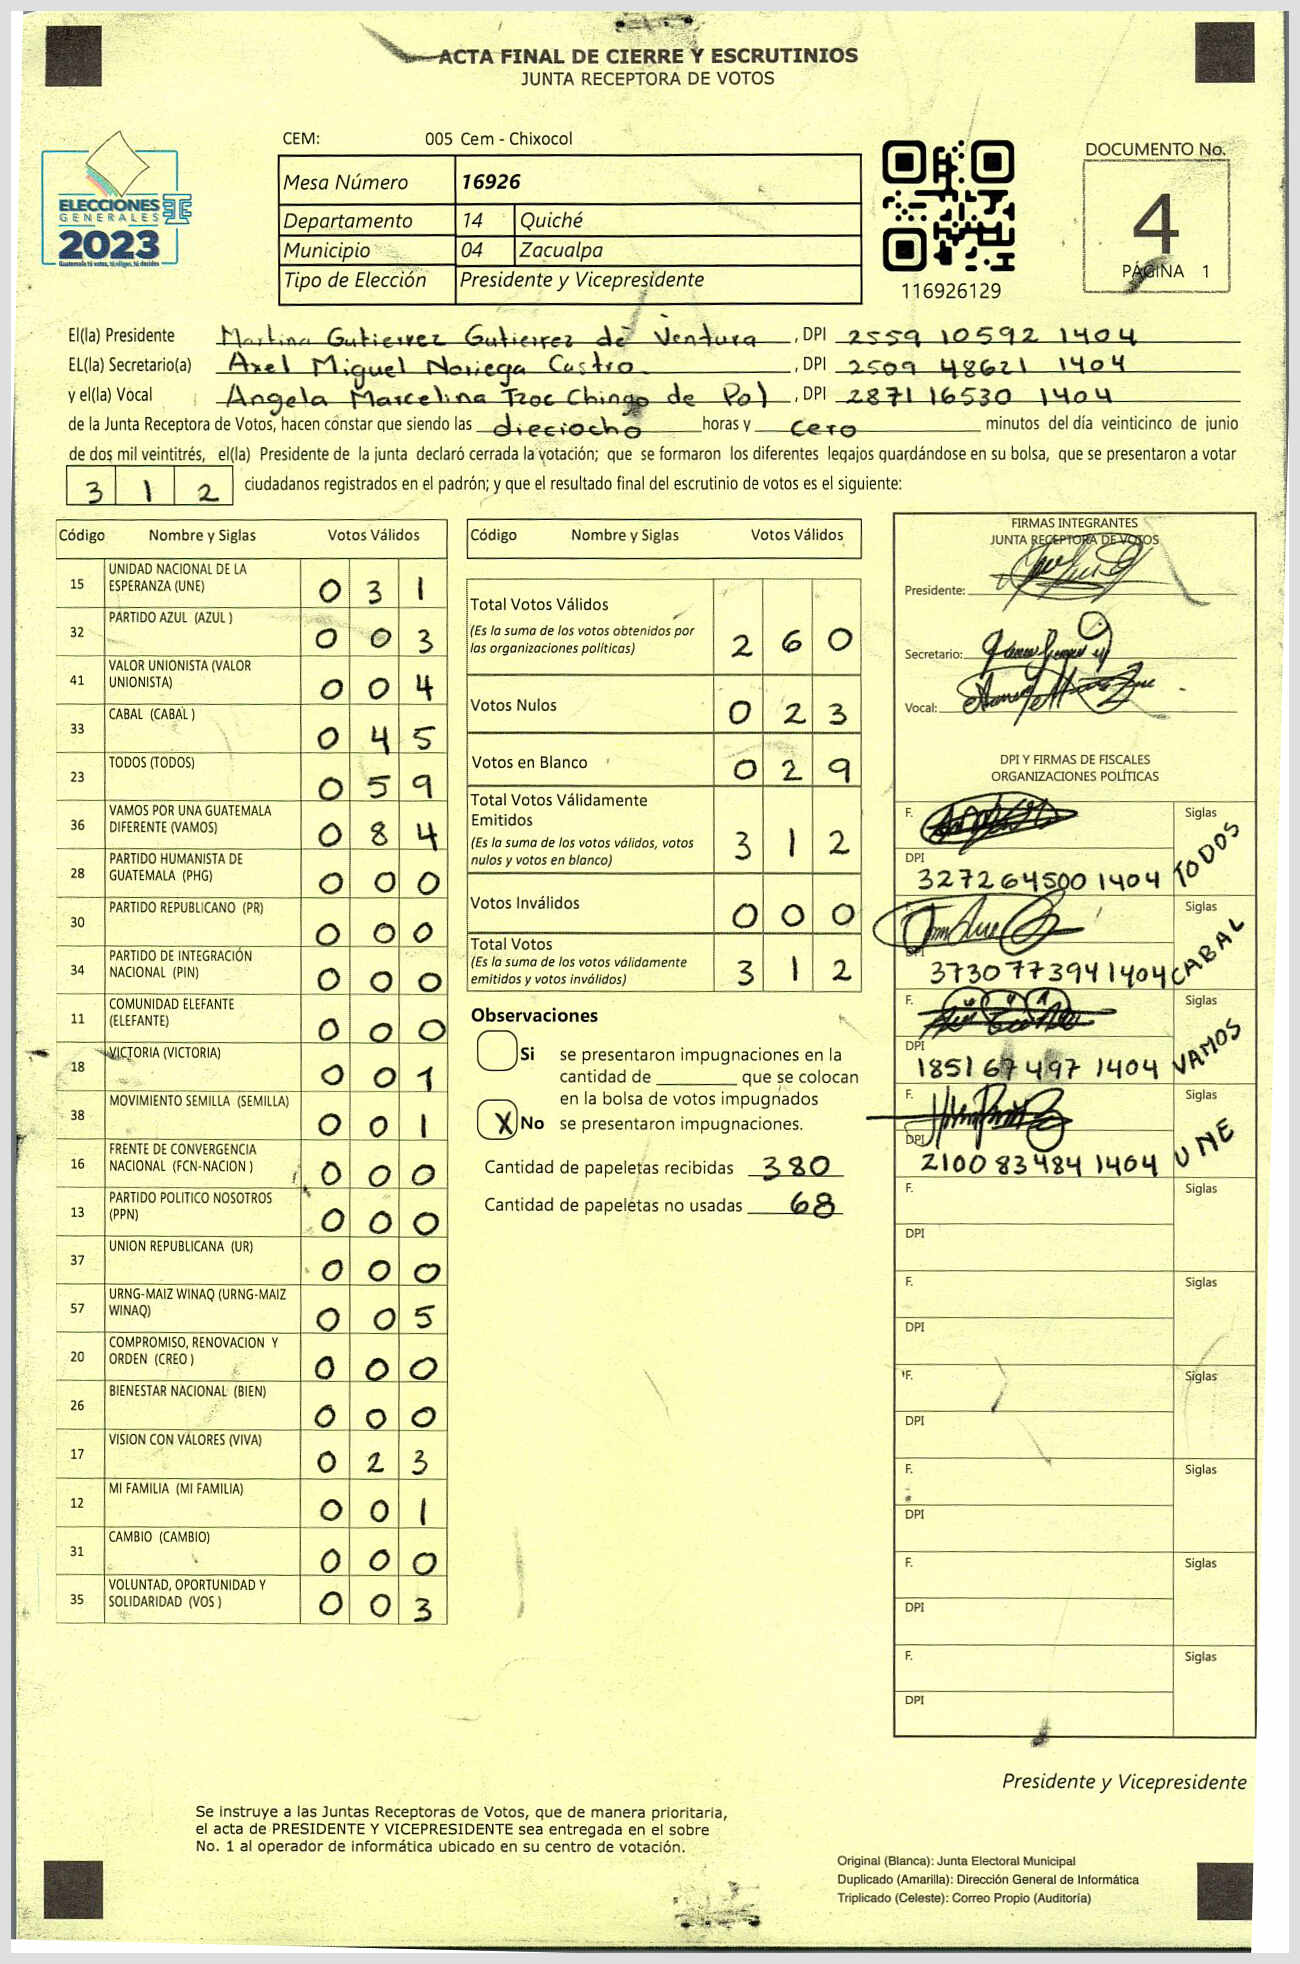 ACTA FINAL DE CIERRE Y ESCRUTINIOS
JUNTA RECEPTORA DE VOTOS
ELECCIONES
GENERALES
2023
Guatemala tú votas, tú eliges, tú decides
CEM: 005 Cem - Chixocol
Mesa Número 16926
Departamento 14 Quiché
Municipio 04 Zacualpa
Tipo de Elección Presidente y Vicepresidente
116926129
DOCUMENTO No.
4
PÁGINA 1
El(la) Presidente Martina Gutierrez Gutierrez de Ventura, DPI 2559 10592 1404
EL(la) Secretario(a) Axel Miguel Noriega Castro, DPI 2509 48621 1404
y el(la) Vocal Angela Marcelina Tzoc Chingo de Pol, DPI 2871 16530 1404
de la Junta Receptora de Votos, hacen constar que siendo las dieciocho horas y cero minutos del día veinticinco de junio
de dos mil veintitrés, el(la) Presidente de la junta declaró cerrada la votación; que se formaron los diferentes legajos guardándose en su bolsa, que se presentaron a votar
3 1 2 ciudadanos registrados en el padrón; y que el resultado final del escrutinio de votos es el siguiente:
Código Nombre y Siglas Votos Válidos
15 UNIDAD NACIONAL DE LA ESPERANZA (UNE) 0 3 1
32 PARTIDO AZUL (AZUL ) 0 0 3
41 VALOR UNIONISTA (VALOR UNIONISTA) 0 0 4
33 CABAL (CABAL ) 0 4 5
23 TODOS (TODOS) 0 5 9
36 VAMOS POR UNA GUATEMALA DIFERENTE (VAMOS) 0 8 4
28 PARTIDO HUMANISTA DE GUATEMALA (PHG) 0 0 0
30 PARTIDO REPUBLICANO (PR) 0 0 0
34 PARTIDO DE INTEGRACIÓN NACIONAL (PIN) 0 0 0
11 COMUNIDAD ELEFANTE (ELEFANTE) 0 0 0
18 VICTORIA (VICTORIA) 0 0 1
38 MOVIMIENTO SEMILLA (SEMILLA) 0 0 1
16 FRENTE DE CONVERGENCIA NACIONAL (FCN-NACION ) 0 0 0
13 PARTIDO POLITICO NOSOTROS (PPN) 0 0 0
37 UNION REPUBLICANA (UR) 0 0 0
57 URNG-MAIZ WINAQ (URNG-MAIZ WINAQ) 0 0 5
20 COMPROMISO, RENOVACION Y ORDEN (CREO ) 0 0 0
26 BIENESTAR NACIONAL (BIEN) 0 0 0
17 VISION CON VALORES (VIVA) 0 2 3
12 MI FAMILIA (MI FAMILIA) 0 0 1
31 CAMBIO (CAMBIO) 0 0 0
35 VOLUNTAD, OPORTUNIDAD Y SOLIDARIDAD (VOS ) 0 0 3
Código Nombre y Siglas Votos Válidos
Total Votos Válidos
(Es la suma de los votos obtenidos por
las organizaciones políticas) 2 6 0
Votos Nulos 0 2 3
Votos en Blanco 0 2 9
Total Votos Válidamente
Emitidos
(Es la suma de los votos válidos, votos
nulos y votos en blanco) 3 1 2
Votos Inválidos 0 0 0
Total Votos
(Es la suma de los votos válidamente
emitidos y votos inválidos) 3 1 2
Observaciones
Si se presentaron impugnaciones en la
cantidad de que se colocan
en la bolsa de votos impugnados
X No se presentaron impugnaciones.
Cantidad de papeletas recibidas 380
Cantidad de papeletas no usadas 68
FIRMAS INTEGRANTES
JUNTA RECEPTORA DE VOTOS
Presidente:
Secretario:
Vocal:
DPI Y FIRMAS DE FISCALES
ORGANIZACIONES POLÍTICAS
F. Siglas
DPI
3272645001404 TODOS
F. Siglas
DPI
3730773941404 CABAL
F. Siglas
DPI
1851 67497 1404 VAMOS
F. Siglas
DPI
2100 83484 1404 UNE
F. Siglas
DPI
F. Siglas
DPI
F. Siglas
DPI
F. Siglas
DPI
F. Siglas
DPI
F. Siglas
DPI
Presidente y Vicepresidente
Se instruye a las Juntas Receptoras de Votos, que de manera prioritaria,
el acta de PRESIDENTE Y VICEPRESIDENTE sea entregada en el sobre
No. 1 al operador de informática ubicado en su centro de votación.
Original (Blanca): Junta Electoral Municipal
Duplicado (Amarilla): Dirección General de Informática
Triplicado (Celeste): Correo Propio (Auditoría)